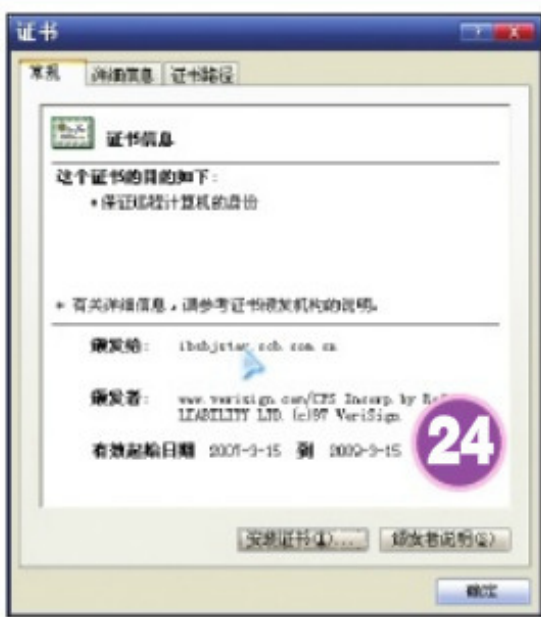 证书
常规 详细信息 证书路径
证书信息
这个证书的目的如下:
•保证远程计算机的身份
* 有关详细信息，请参考证书颁发机构的说明。
颁发给: ccb.com.cn
颁发者: www.verisign.com/CPS Incorp.by
LIABILITY LTD.(c)97 VeriSign
有效起始日期 2007-3-15 到 2009-3-15
24
安装证书(I)... 颁发者说明(S)
确定